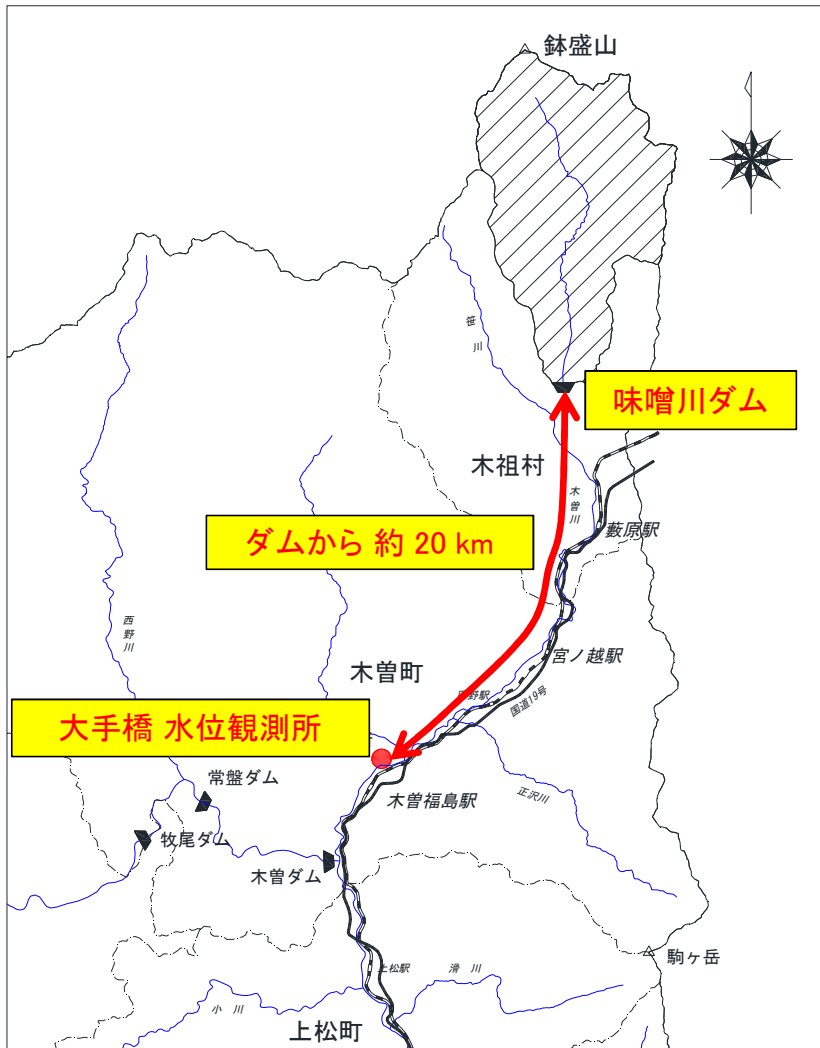 鉢盛山
笹川
味噌川ダム
木祖村
木曽川
藪原駅
ダムから 約 20 km
西野川
宮ノ越駅
木曽町
原野駅
国道19号
大手橋 水位観測所
常盤ダム
木曽福島駅
正沢川
牧尾ダム
木曽ダム
駒ヶ岳
上松駅
滑川
小川
上松町